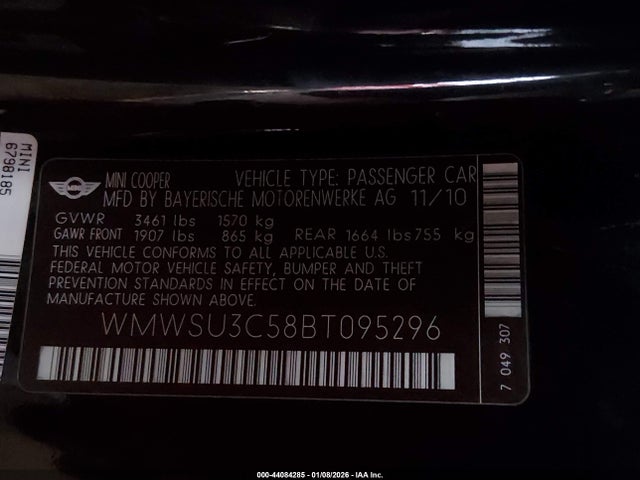 MINI
6798185
MINI
MINI COOPER VEHICLE TYPE: PASSENGER CAR
MFD BY BAYERISCHE MOTORENWERKE AG 11/10
GVWR 3461 lbs 1570 kg
GAWR FRONT 1907 lbs 865 kg REAR 1664 lbs 755 kg
THIS VEHICLE CONFORMS TO ALL APPLICABLE U.S.
FEDERAL MOTOR VEHICLE SAFETY, BUMPER AND THEFT
PREVENTION STANDARDS IN EFFECT ON THE DATE OF
MANUFACTURE SHOWN ABOVE.
WMWSU3C58BT095296
7 049 307
000-44084285 - 01/08/2026 - IAA Inc.